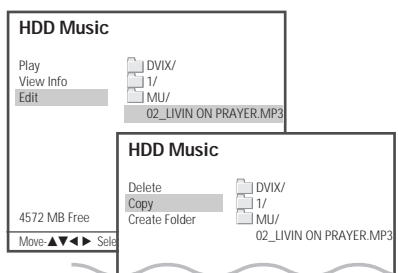 HDD Music
Play
View Info
Edit
DVIX/
1/
MU/
02_LIVIN ON PRAYER.MP3
4572 MB Free
Move-▲▼◀ ▶
HDD Music
Delete
Copy
Create Folder
DVIX/
1/
MU/
02_LIVIN ON PRAYER.MP3